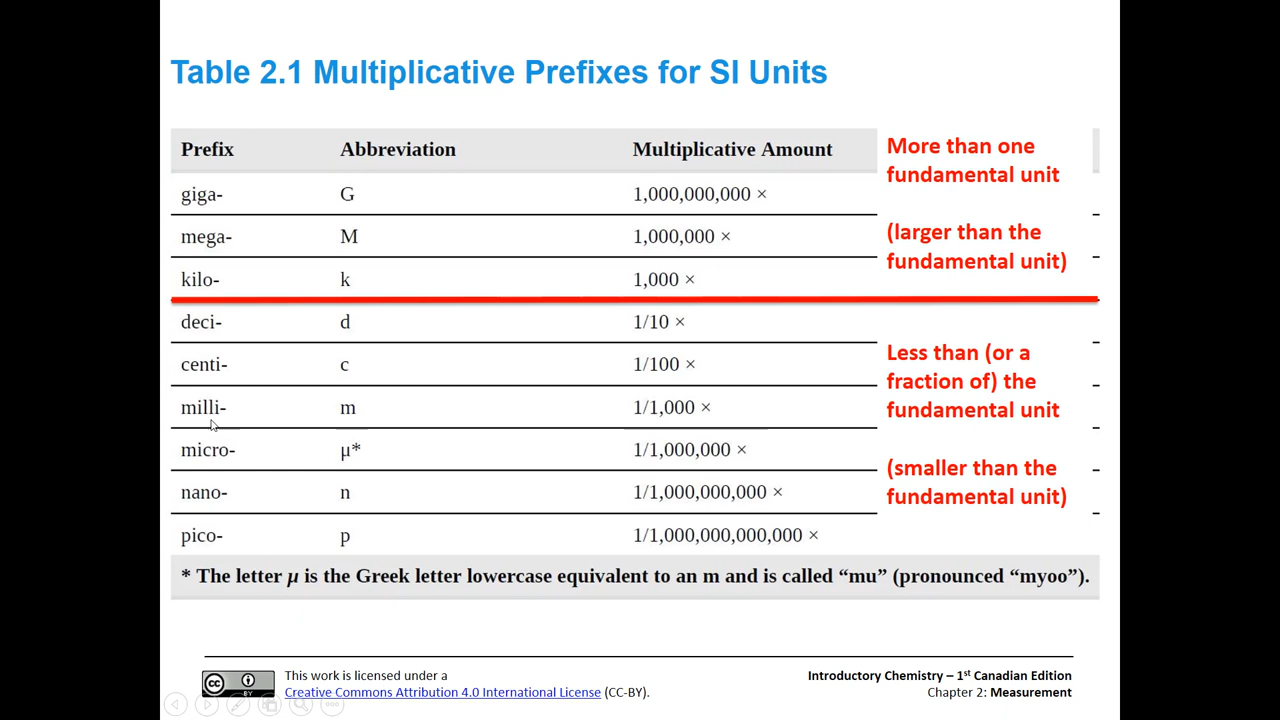 Table 2.1 Multiplicative Prefixes for SI Units
Prefix Abbreviation Multiplicative Amount
giga- G 1,000,000,000 ×
mega- M 1,000,000 ×
kilo- k 1,000 ×
deci- d 1/10 ×
centi- c 1/100 ×
milli- m 1/1,000 ×
micro- μ* 1/1,000,000 ×
nano- n 1/1,000,000,000 ×
pico- p 1/1,000,000,000,000 ×
* The letter μ is the Greek letter lowercase equivalent to an m and is called “mu” (pronounced “myoo”).
More than one
fundamental unit
(larger than the
fundamental unit)
Less than (or a
fraction of) the
fundamental unit
(smaller than the
fundamental unit)
cc
BY
This work is licensed under a
Creative Commons Attribution 4.0 International License (CC-BY).
Introductory Chemistry – 1st Canadian Edition
Chapter 2: Measurement